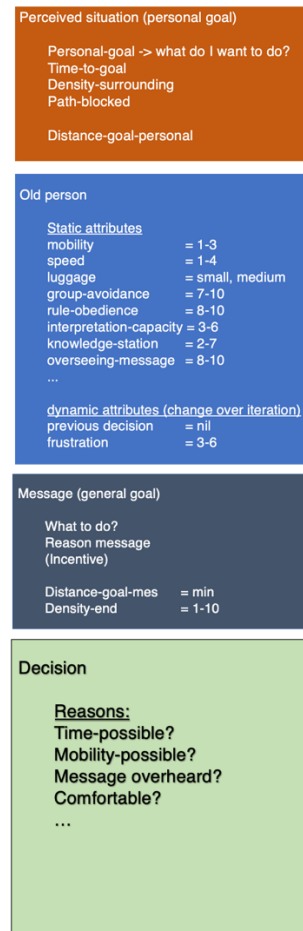 Perceived situation (personal goal)
Personal-goal -> what do I want to do?
Time-to-goal
Density-surrounding
Path-blocked
Distance-goal-personal
Old person
Static attributes
mobility = 1-3
speed = 1-4
luggage = small, medium
group-avoidance = 7-10
rule-obedience = 8-10
interpretation-capacity = 3-6
knowledge-station = 2-7
overseeing-message = 8-10
...
dynamic attributes (change over iteration)
previous decision = nil
frustration = 3-6
Message (general goal)
What to do?
Reason message
(Incentive)
Distance-goal-mes = min
Density-end = 1-10
Decision
Reasons:
Time-possible?
Mobility-possible?
Message overheard?
Comfortable?
…